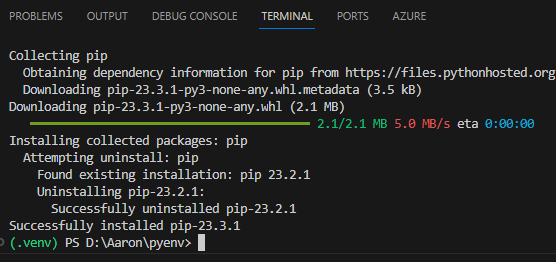 PROBLEMS OUTPUT DEBUG CONSOLE TERMINAL PORTS AZURE
Collecting pip
Obtaining dependency information for pip from https://files.pythonhosted.org
Downloading pip-23.3.1-py3-none-any.whl.metadata (3.5 kB)
Downloading pip-23.3.1-py3-none-any.whl (2.1 MB)
2.1/2.1 MB 5.0 MB/s eta 0:00:00
Installing collected packages: pip
Attempting uninstall: pip
Found existing installation: pip 23.2.1
Uninstalling pip-23.2.1:
Successfully uninstalled pip-23.2.1
Successfully installed pip-23.3.1
(.venv) PS D:\Aaron\pyenv>